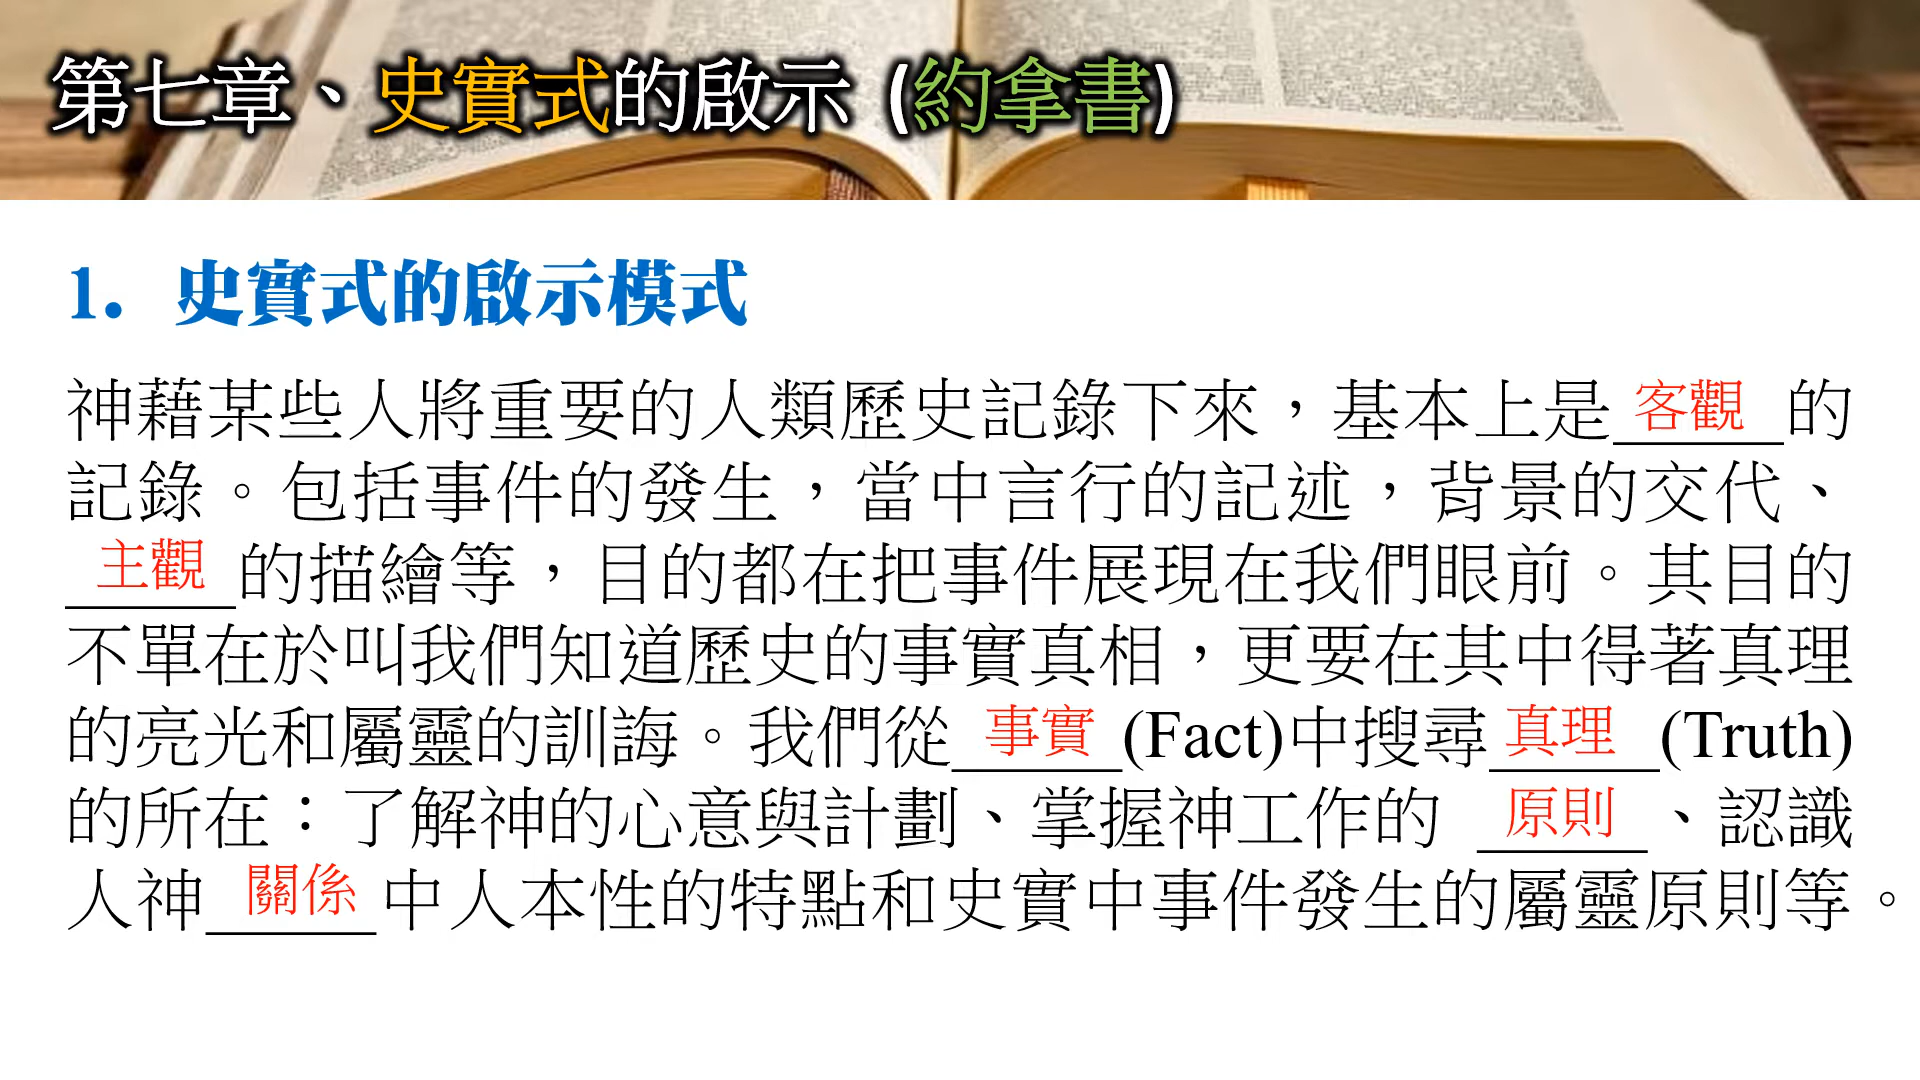 第七章、史實式的啟示 (約拿書)
1. 史實式的啟示模式
神藉某些人將重要的人類歷史記錄下來，基本上是 客觀 的
記錄。包括事件的發生，當中言行的記述，背景的交代、
主觀 的描繪等，目的都在把事件展現在我們眼前。其目的
不單在於叫我們知道歷史的事實真相，更要在其中得著真理
的亮光和屬靈的訓誨。我們從 事實 (Fact)中搜尋 真理 (Truth)
的所在：了解神的心意與計劃、掌握神工作的 原則 、認識
人神 關係 中人本性的特點和史實中事件發生的屬靈原則等。